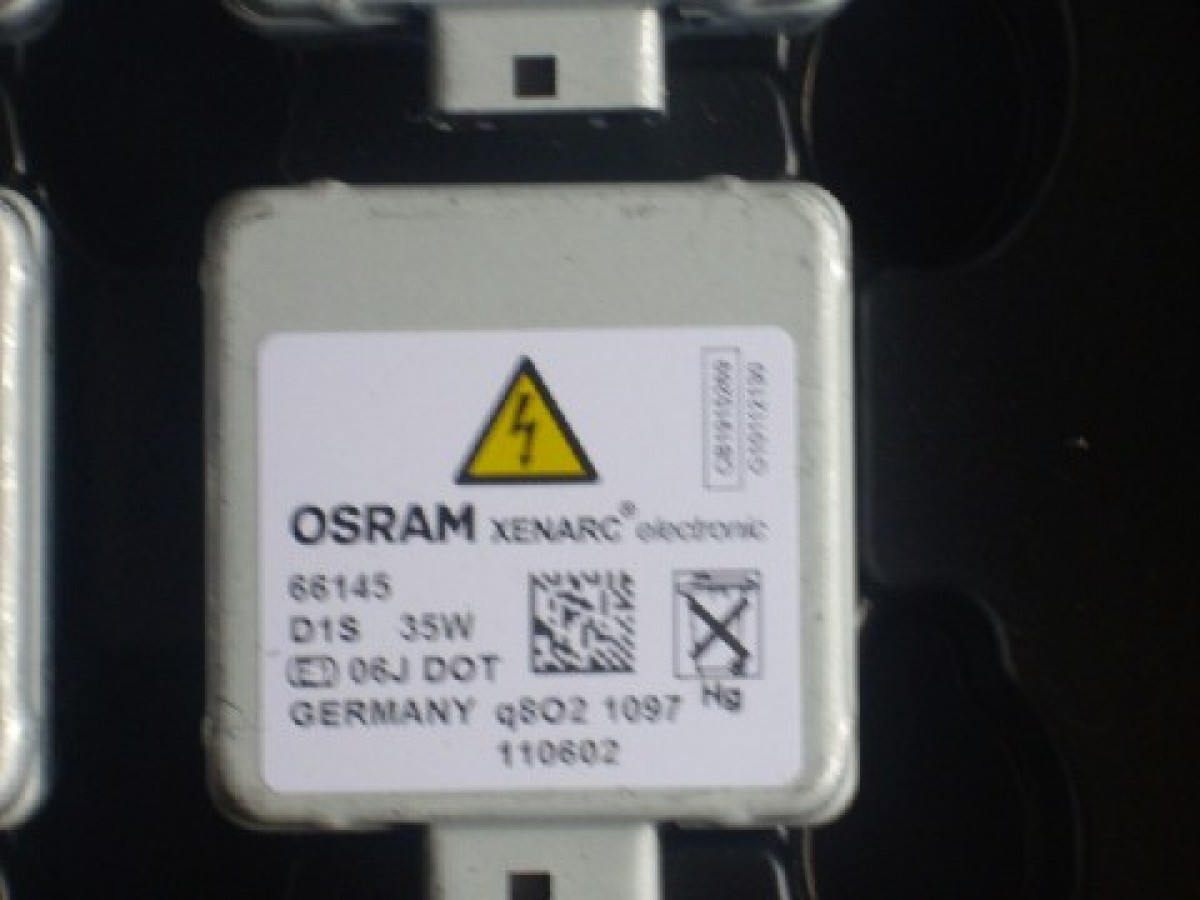 OSRAM XENARC® electronic
66145
D1S 35W
E1 06J DOT
GERMANY q8O2 1097
110602
Hg